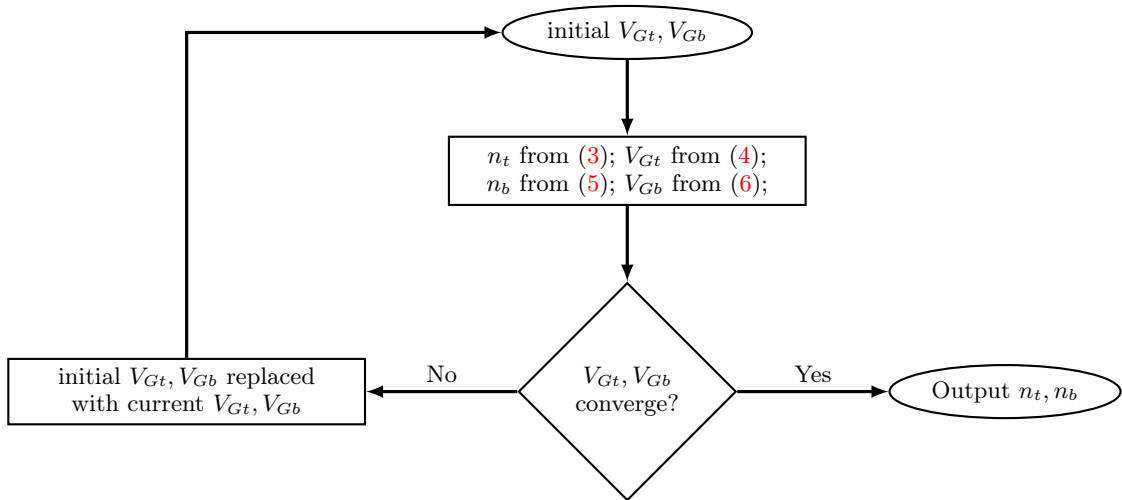 initial $V_{Gt}, V_{Gb}$
$n_t$ from (3); $V_{Gt}$ from (4);
$n_b$ from (5); $V_{Gb}$ from (6);
initial $V_{Gt}, V_{Gb}$ replaced
with current $V_{Gt}, V_{Gb}$
No
$V_{Gt}, V_{Gb}$
converge?
Yes
Output $n_t, n_b$